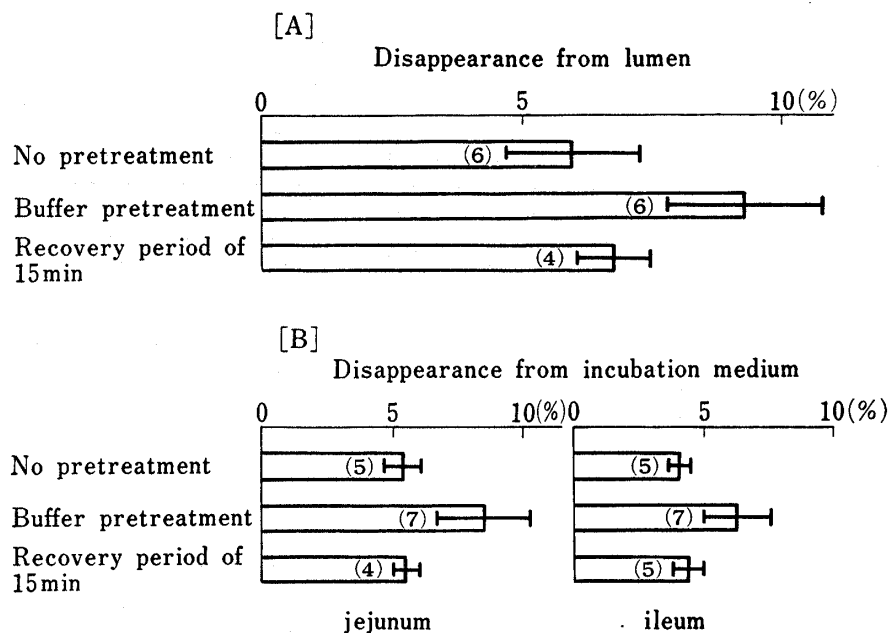 [A]
Disappearance from lumen
0 5 10(%)
No pretreatment (6)
Buffer pretreatment (6)
Recovery period of (4)
15min
[B]
Disappearance from incubation medium
0 5 10(%) 0 5 10(%)
No pretreatment (5) (5)
Buffer pretreatment (7) (7)
Recovery period of (4) (5)
15min
jejunum ileum